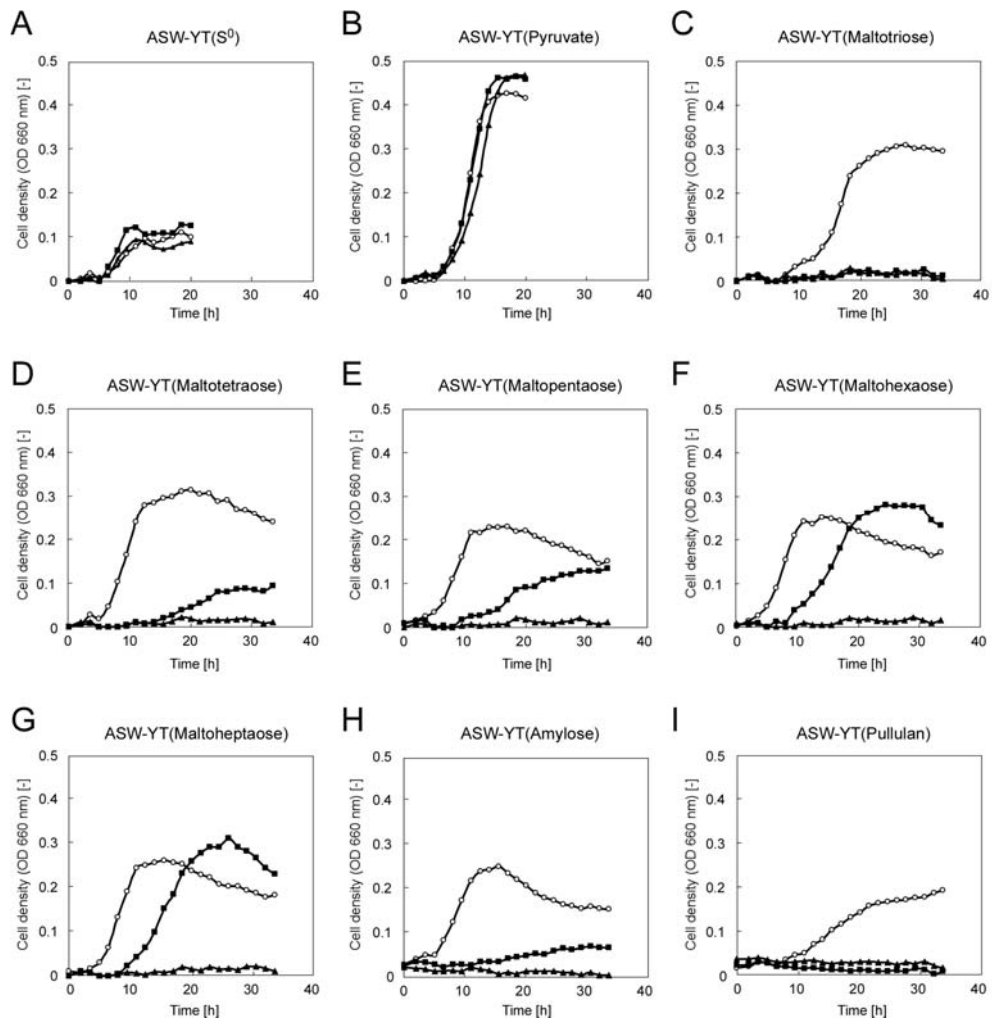 A
ASW-YT(S⁰)
Cell density (OD 660 nm) [-]
0.5
0.4
0.3
0.2
0.1
0
0 10 20 30 40
Time [h]
B
ASW-YT(Pyruvate)
Cell density (OD 660 nm) [-]
0.5
0.4
0.3
0.2
0.1
0
0 10 20 30 40
Time [h]
C
ASW-YT(Maltotriose)
Cell density (OD 660 nm) [-]
0.5
0.4
0.3
0.2
0.1
0
0 10 20 30 40
Time [h]
D
ASW-YT(Maltotetraose)
Cell density (OD 660 nm) [-]
0.5
0.4
0.3
0.2
0.1
0
0 10 20 30 40
Time [h]
E
ASW-YT(Maltopentaose)
Cell density (OD 660 nm) [-]
0.5
0.4
0.3
0.2
0.1
0
0 10 20 30 40
Time [h]
F
ASW-YT(Maltohexaose)
Cell density (OD 660 nm) [-]
0.5
0.4
0.3
0.2
0.1
0
0 10 20 30 40
Time [h]
G
ASW-YT(Maltoheptaose)
Cell density (OD 660 nm) [-]
0.5
0.4
0.3
0.2
0.1
0
0 10 20 30 40
Time [h]
H
ASW-YT(Amylose)
Cell density (OD 660 nm) [-]
0.5
0.4
0.3
0.2
0.1
0
0 10 20 30 40
Time [h]
I
ASW-YT(Pullulan)
Cell density (OD 660 nm) [-]
0.5
0.4
0.3
0.2
0.1
0
0 10 20 30 40
Time [h]